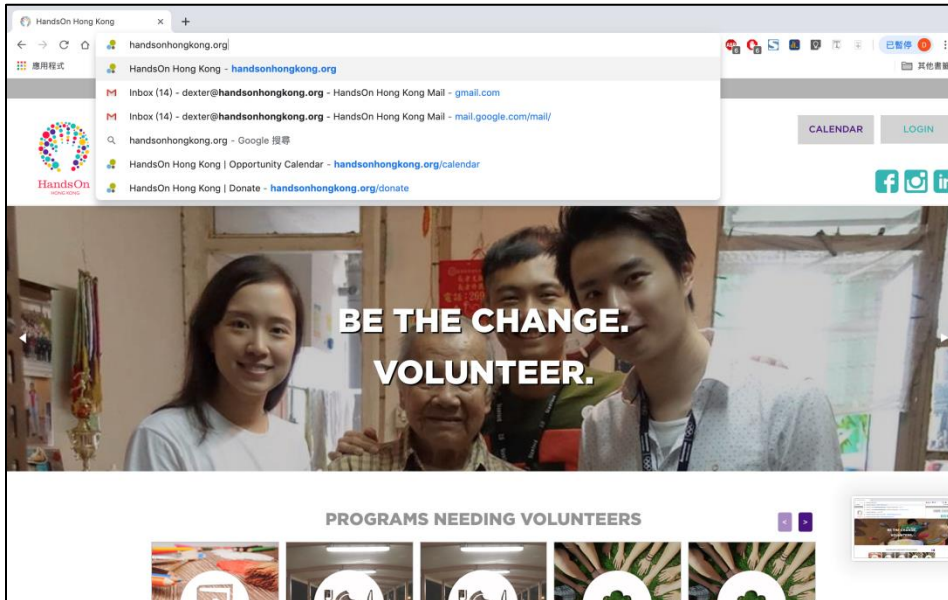 HandsOn Hong Kong
handsonhongkong.org
已暫停 D
應用程式
其他書籤
HandsOn Hong Kong - handsonhongkong.org
Inbox (14) - dexter@handsonhongkong.org - HandsOn Hong Kong Mail - gmail.com
Inbox (14) - dexter@handsonhongkong.org - HandsOn Hong Kong Mail - mail.google.com/mail/
handsonhongkong.org - Google 搜尋
HandsOn Hong Kong | Opportunity Calendar - handsonhongkong.org/calendar
HandsOn Hong Kong | Donate - handsonhongkong.org/donate
CALENDAR
LOGIN
HandsOn
HONG KONG
BE THE CHANGE.
VOLUNTEER.
PROGRAMS NEEDING VOLUNTEERS